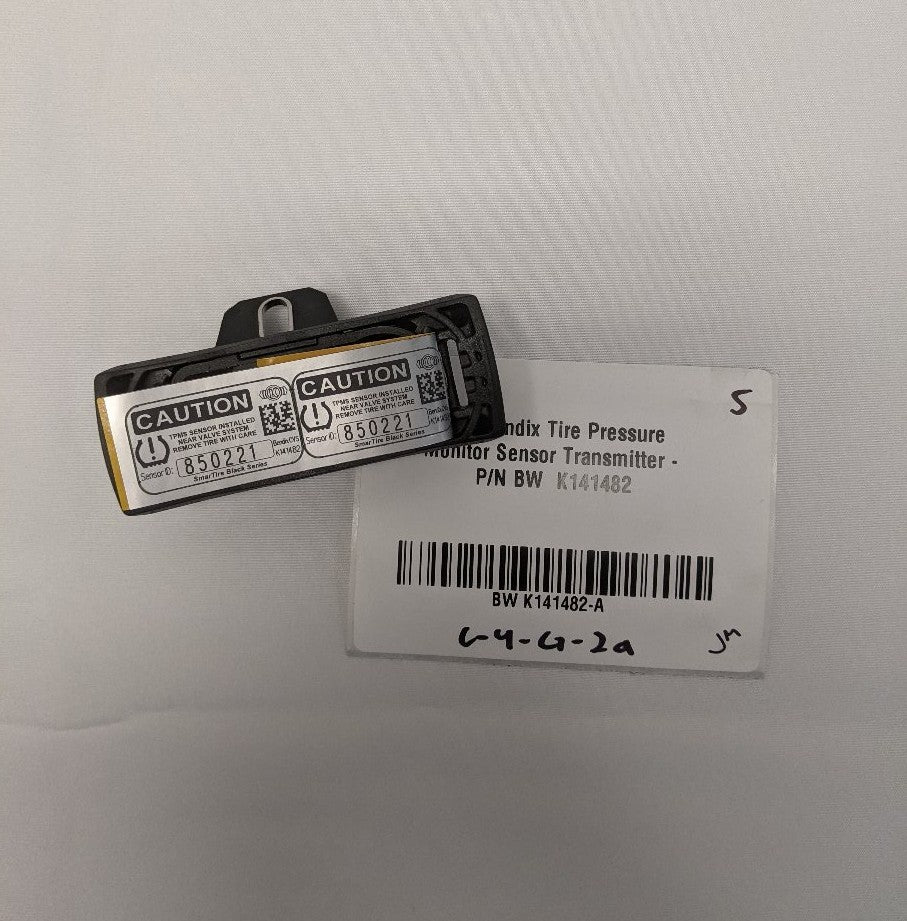 CAUTION
TPMS SENSOR INSTALLED
NEAR VALVE SYSTEM
REMOVE TIRE WITH CARE
BendixCVS
K141482
Sensor ID: 850221
SmarTire Black Series
CAUTION
TPMS SENSOR INSTALLED
NEAR VALVE SYSTEM
REMOVE TIRE WITH CARE
Sensor ID: 850221
SmarTire Black Series
5
ndix Tire Pressure
Monitor Sensor Transmitter -
P/N BW K141482
BW K141482-A